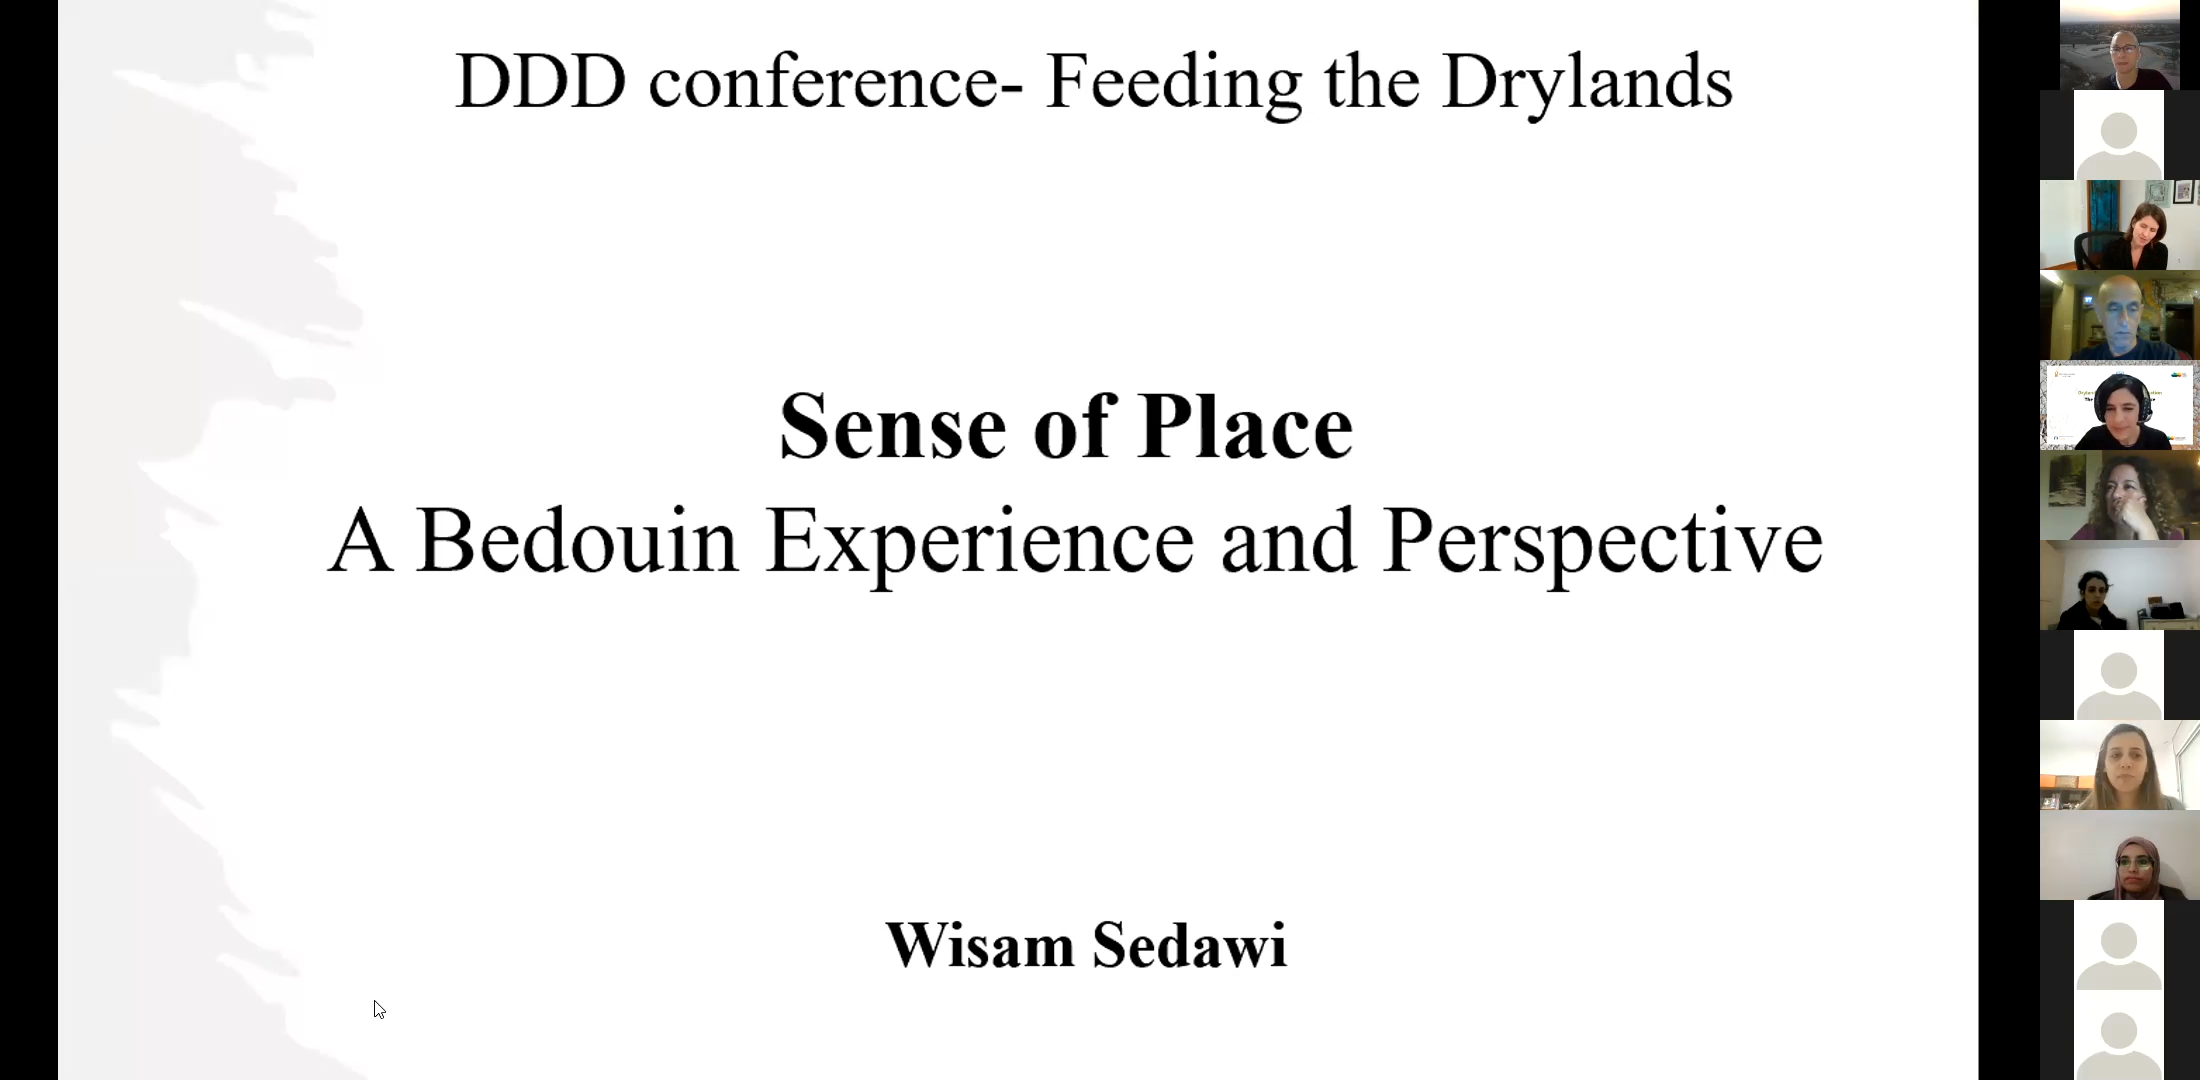 DDD conference- Feeding the Drylands
Sense of Place
A Bedouin Experience and Perspective
Wisam Sedawi